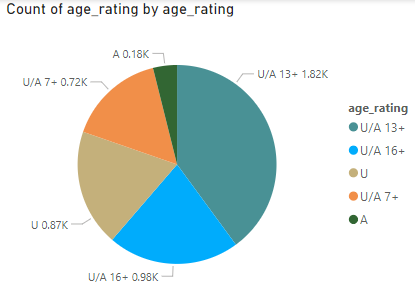 Count of age_rating by age_rating
A 0.18K
U/A 13+ 1.82K
U/A 7+ 0.72K
age_rating
U/A 13+
U/A 16+
U
U/A 7+
A
U 0.87K
U/A 16+ 0.98K